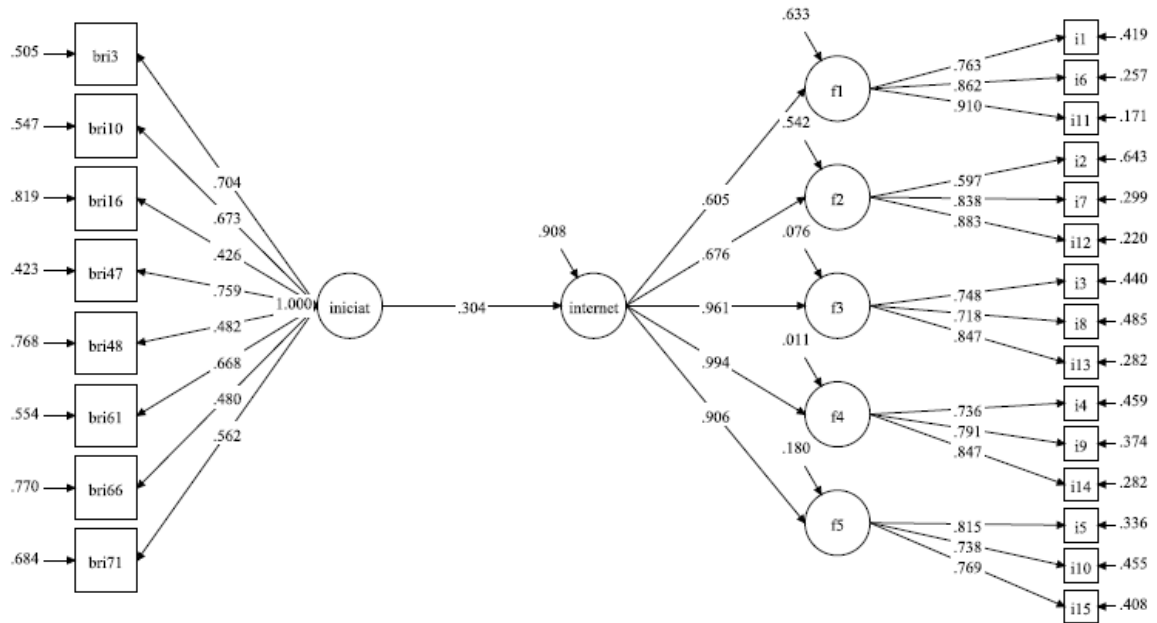 .505 bri3
.547 bri10
.819 bri16
.423 bri47
.768 bri48
.554 bri61
.770 bri66
.684 bri71
.704
.673
.426
.759
.482
.668
.480
.562
1.000
iniciat
.304
.908
internet
.605
.676
.961
.994
.906
.633
f1
.542
f2
.076
f3
.011
f4
.180
f5
.763 i1 .419
.862 i6 .257
.910 i11 .171
.597 i2 .643
.838 i7 .299
.883 i12 .220
.748 i3 .440
.718 i8 .485
.847 i13 .282
.736 i4 .459
.791 i9 .374
.847 i14 .282
.815 i5 .336
.738 i10 .455
.769 i15 .408